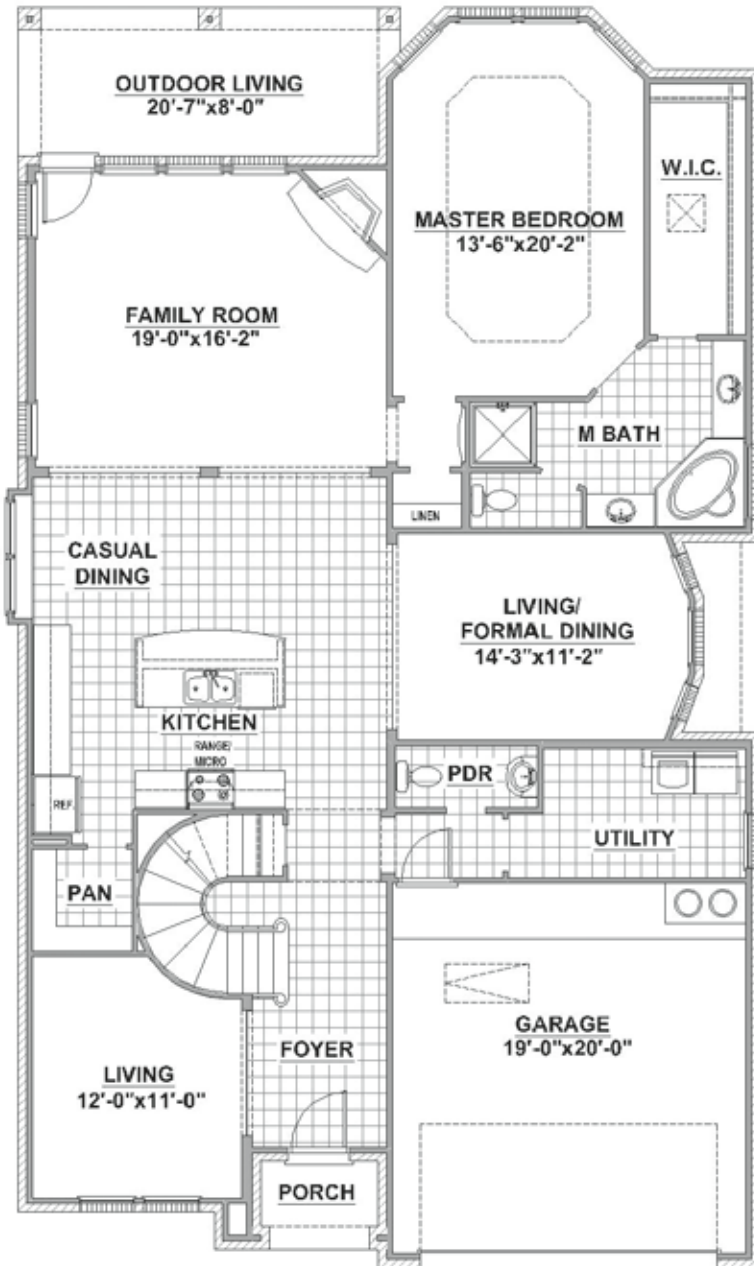 OUTDOOR LIVING
20'-7"x8'-0"
W.I.C.
MASTER BEDROOM
13'-6"x20'-2"
FAMILY ROOM
19'-0"x16'-2"
M BATH
LINEN
CASUAL
DINING
LIVING/
FORMAL DINING
14'-3"x11'-2"
KITCHEN
RANGE/
MICRO
PDR
REF.
UTILITY
PAN
GARAGE
19'-0"x20'-0"
FOYER
LIVING
12'-0"x11'-0"
PORCH